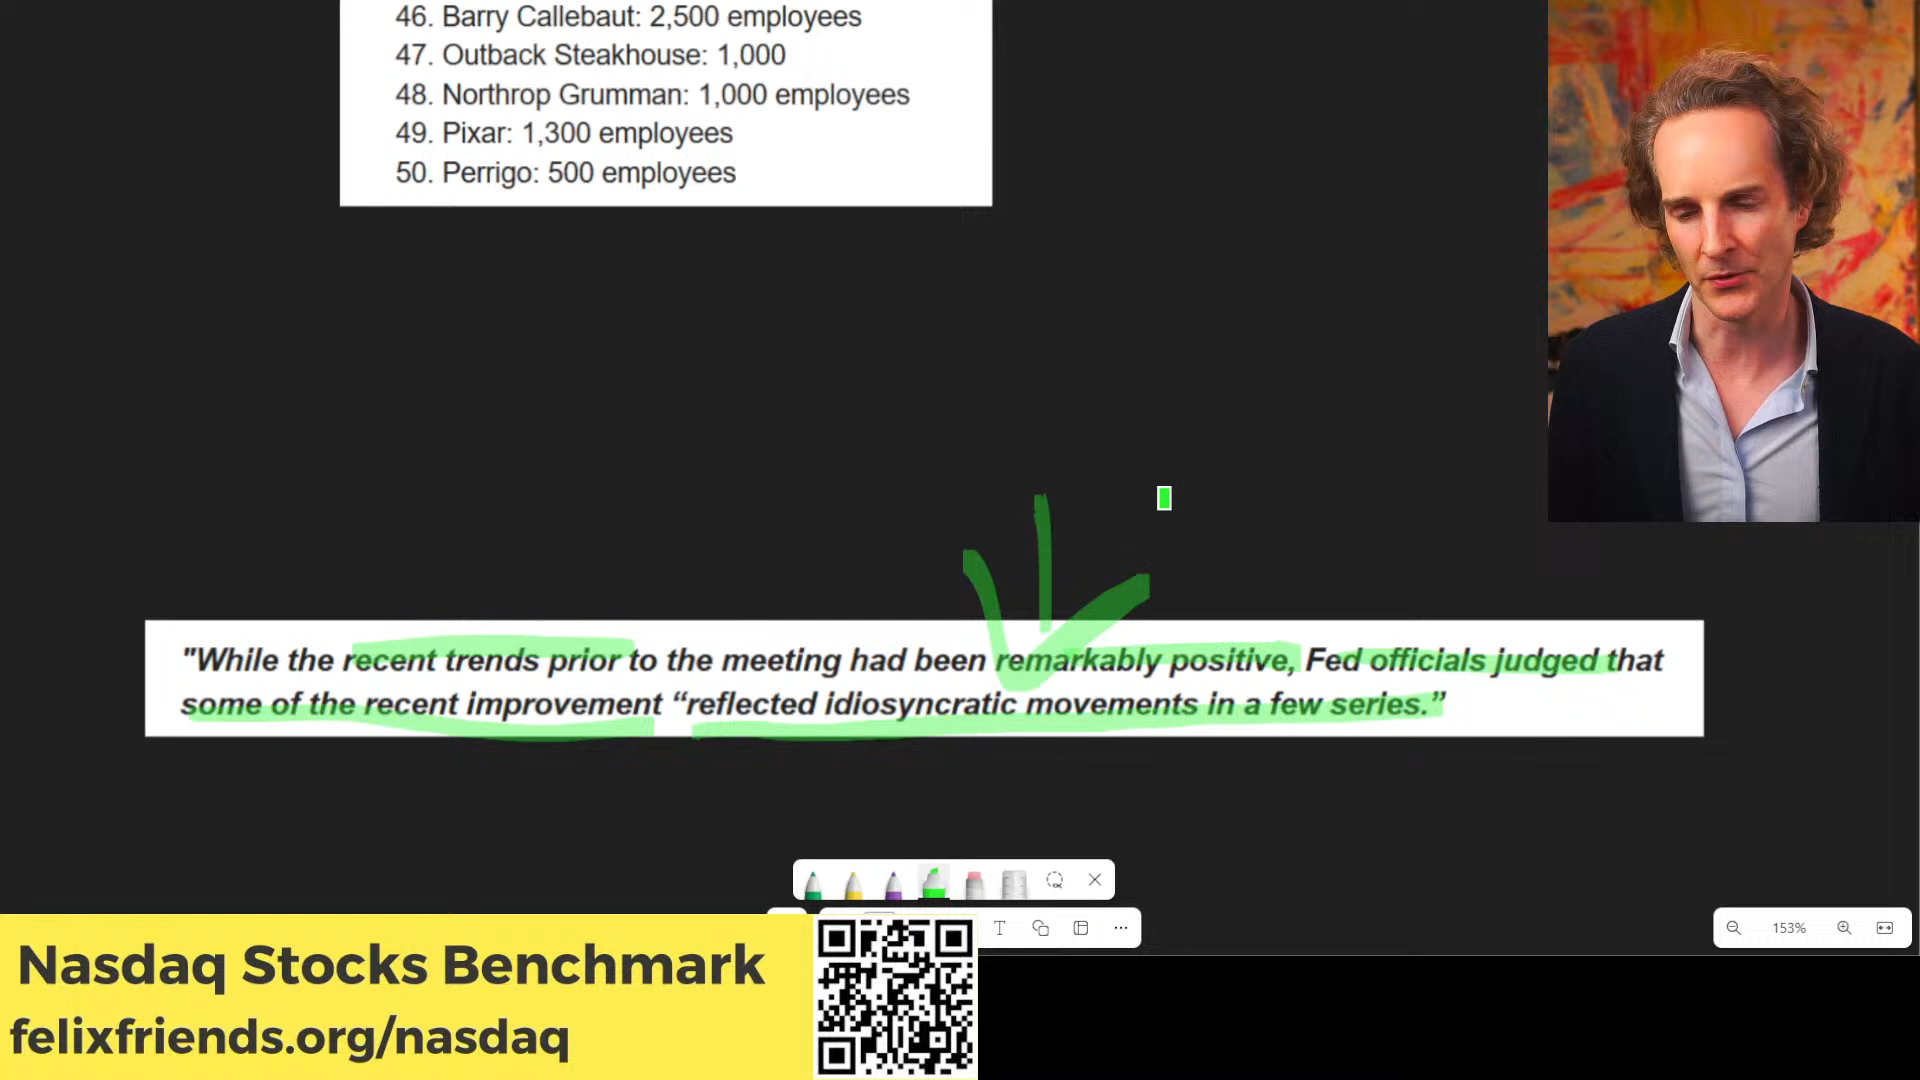 46. Barry Callebaut: 2,500 employees
47. Outback Steakhouse: 1,000
48. Northrop Grumman: 1,000 employees
49. Pixar: 1,300 employees
50. Perrigo: 500 employees
"While the recent trends prior to the meeting had been remarkably positive, Fed officials judged that
some of the recent improvement “reflected idiosyncratic movements in a few series.”
T
153%
Nasdaq Stocks Benchmark
felixfriends.org/nasdaq